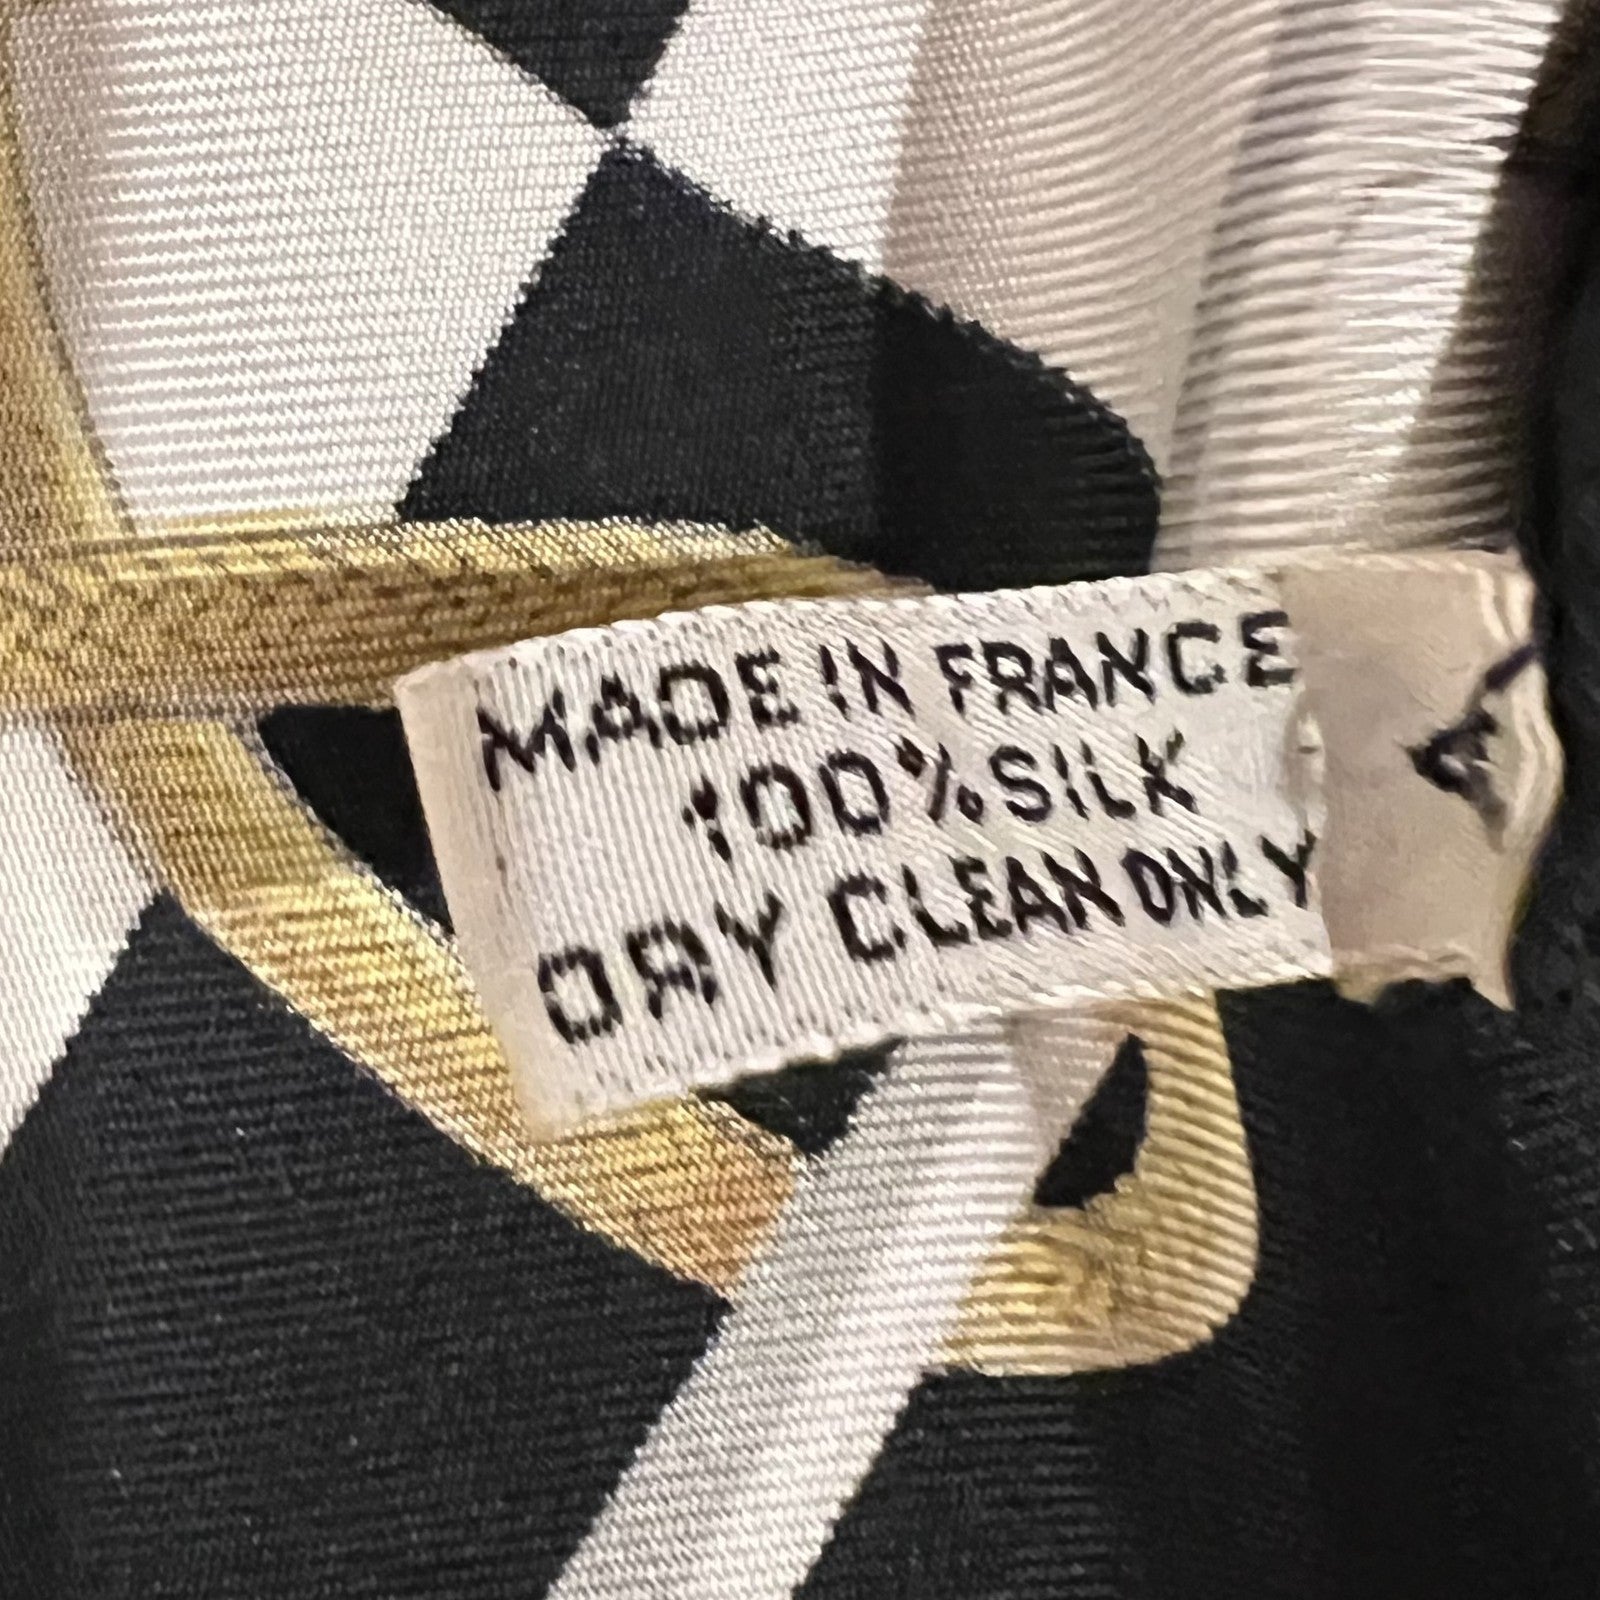 MADE IN FRANCE
100% SILK
DRY CLEAN ONLY